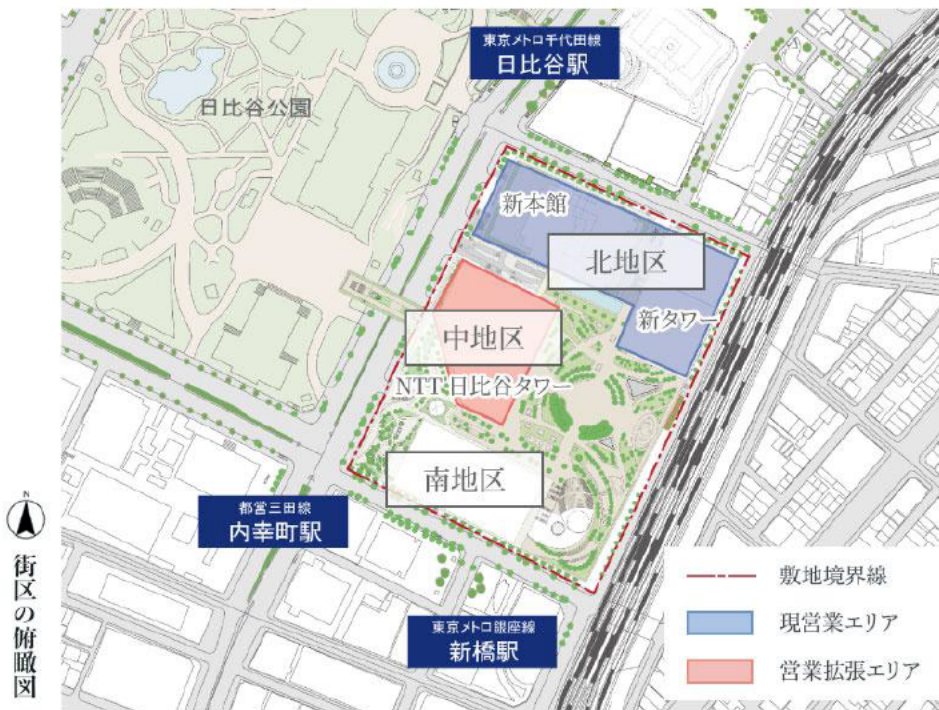 東京メトロ千代田線
日比谷駅
日比谷公園
新本館
北地区
新タワー
中地区
NTT日比谷タワー
南地区
都営三田線
内幸町駅
東京メトロ銀座線
新橋駅
敷地境界線
現営業エリア
営業拡張エリア
N
街区の俯瞰図